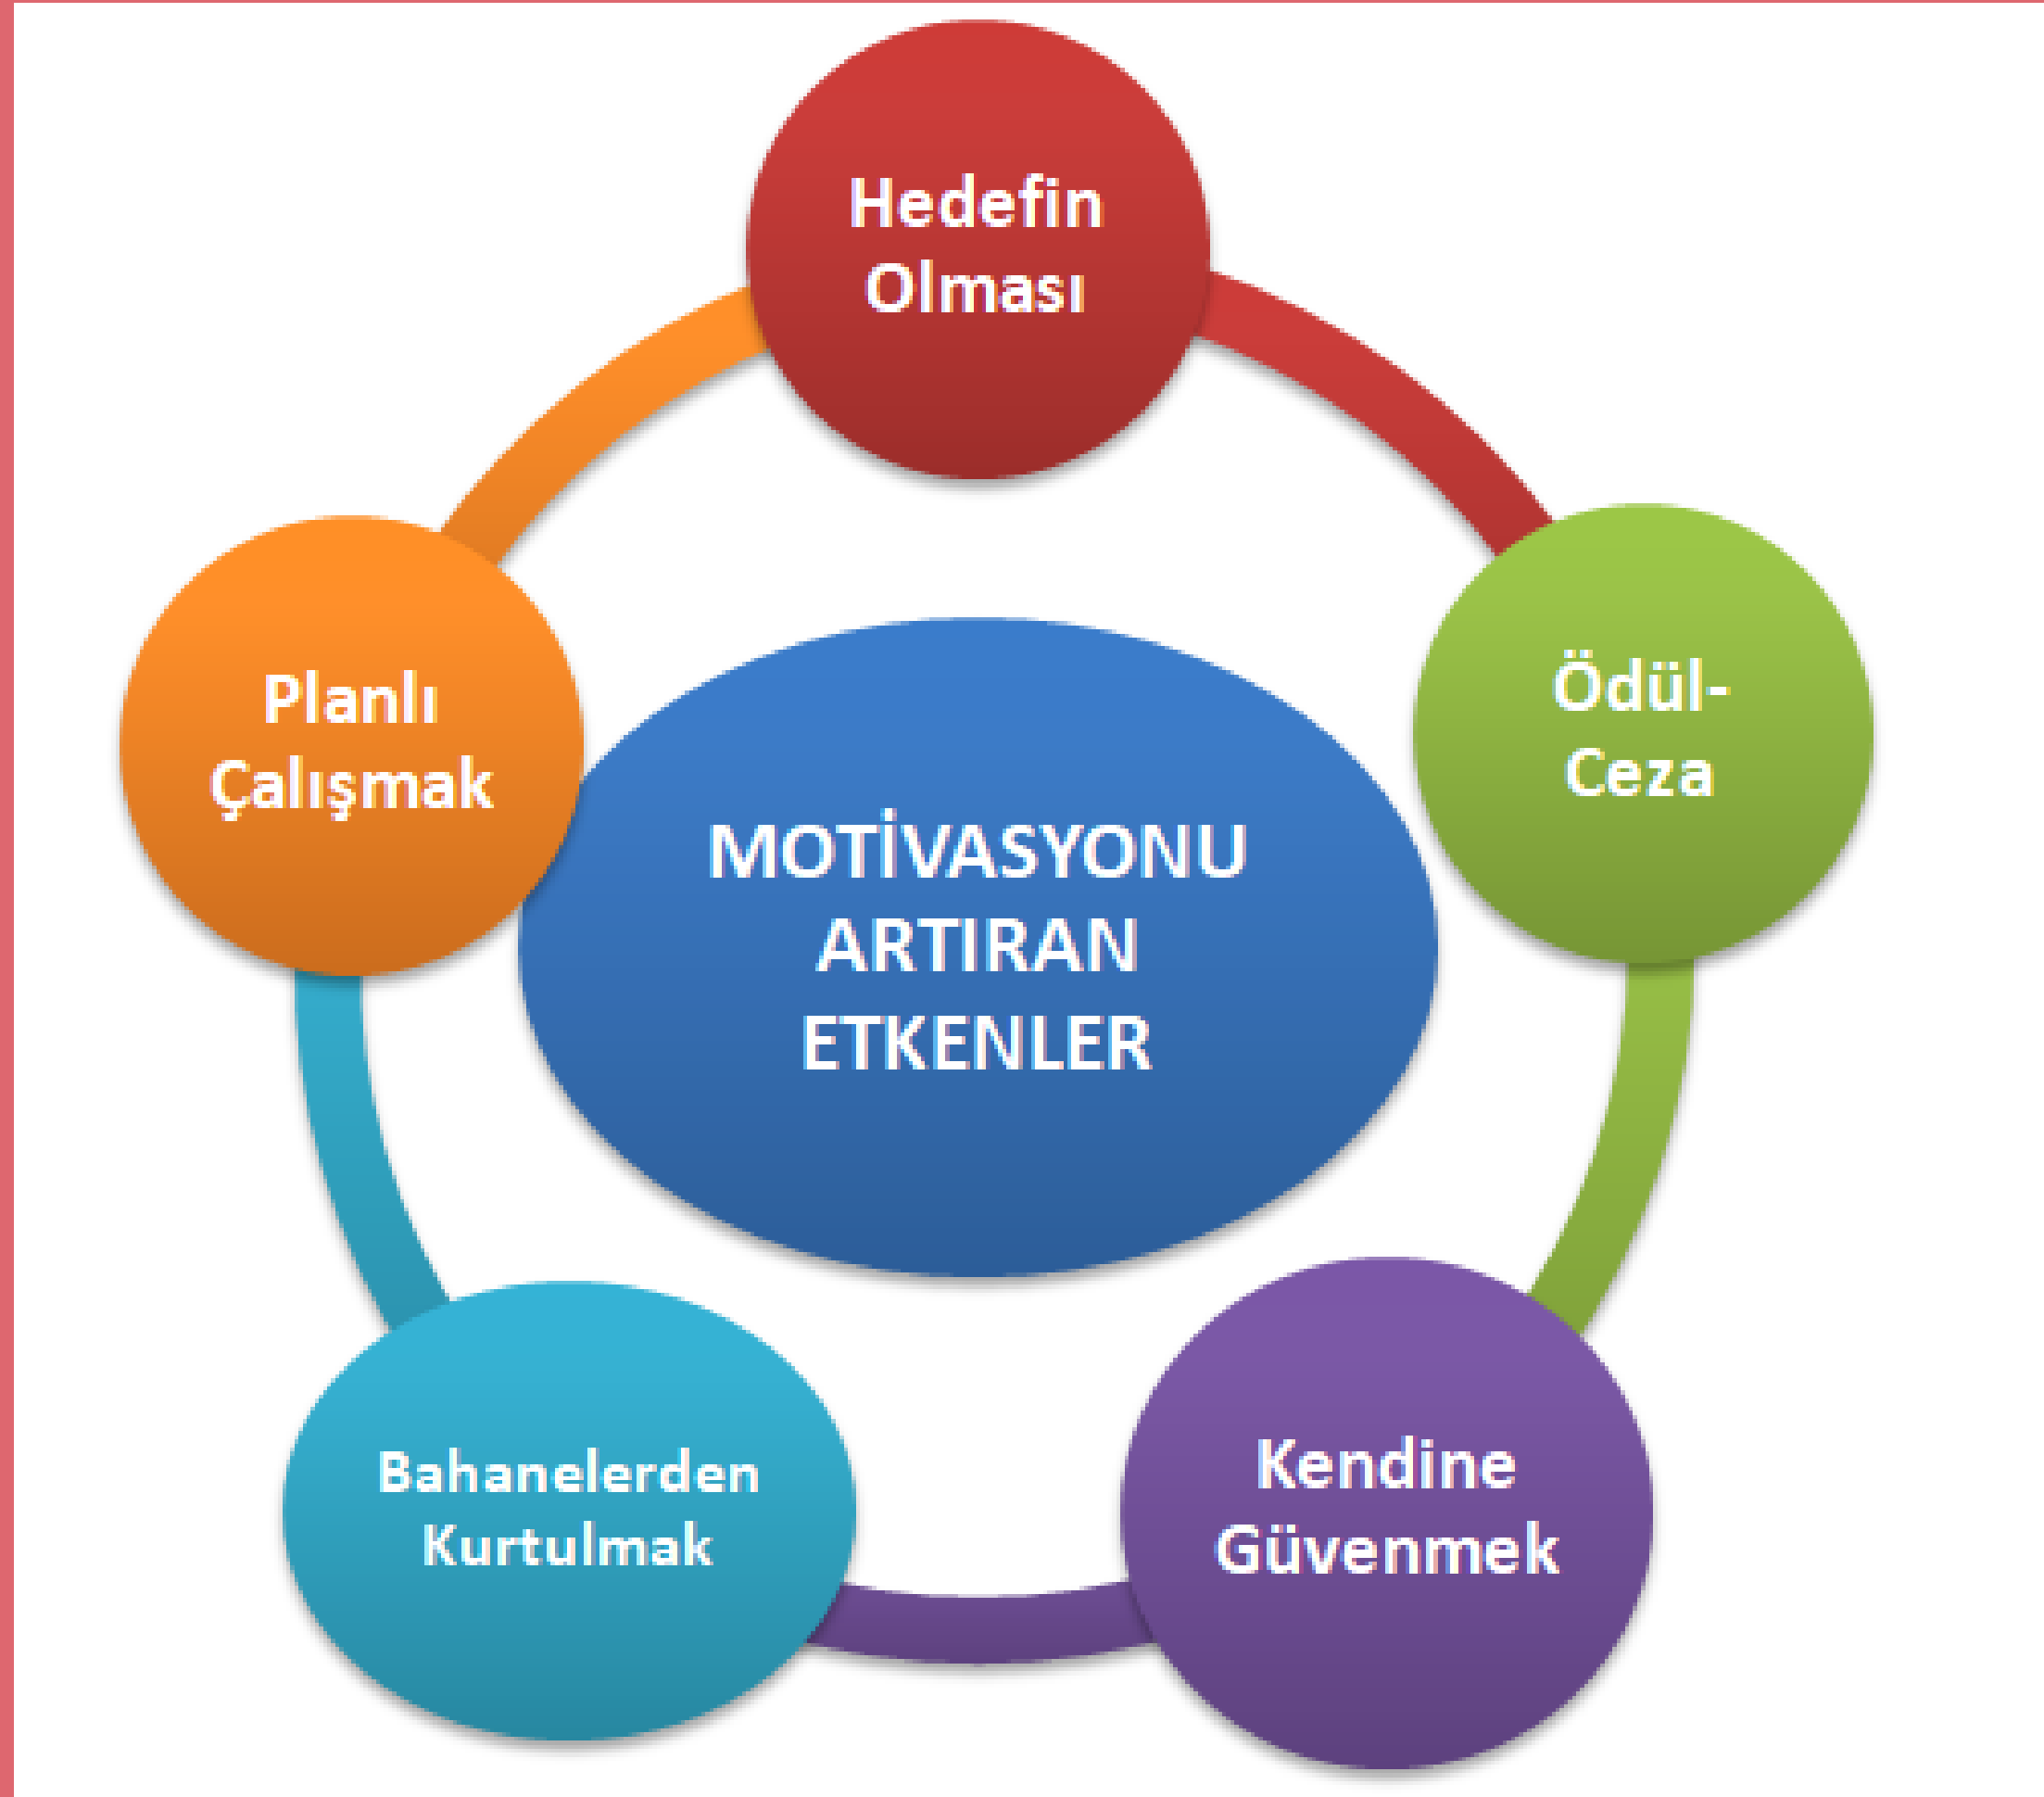 Hedefin
Olması
Ödül-
Ceza
Kendine
Güvenmek
Bahanelerden
Kurtulmak
Planlı
Çalışmak
MOTİVASYONU
ARTIRAN
ETKENLER